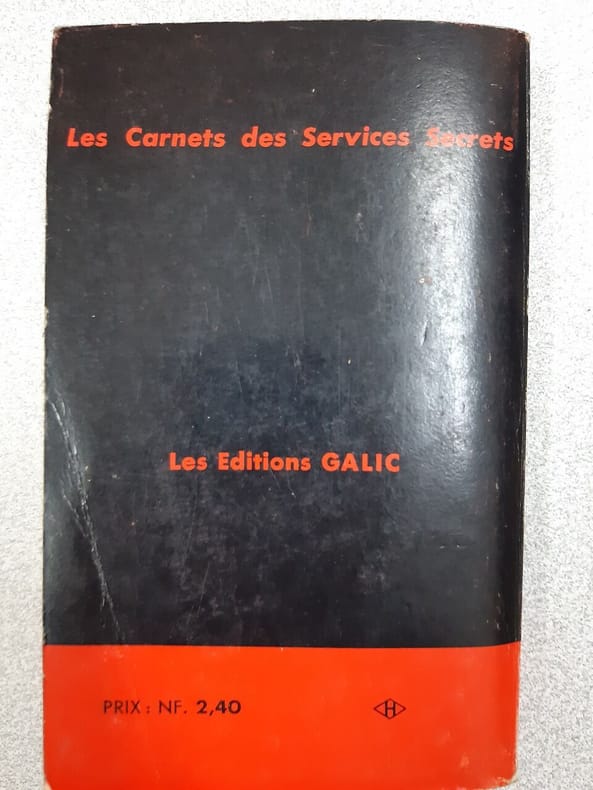 Les Carnets des Services Secrets
Les Editions GALIC
PRIX : NF. 2,40
H